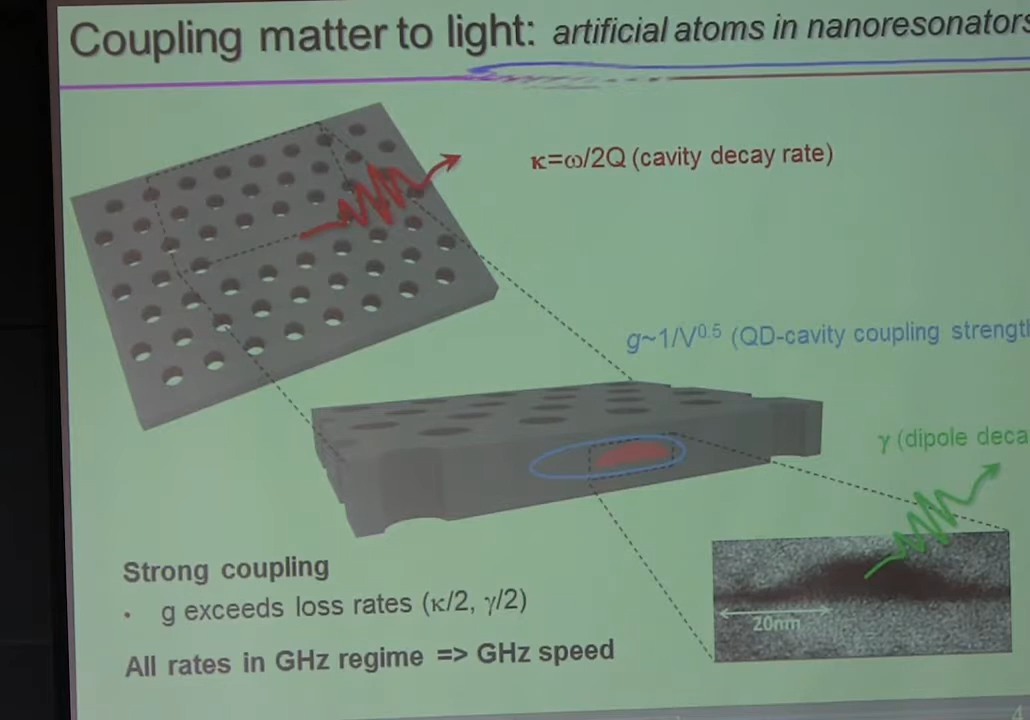 Coupling matter to light: artificial atoms in nanoresonators
κ=ω/2Q (cavity decay rate)
g~1/V^0.5 (QD-cavity coupling strengt
γ (dipole deca
20nm
Strong coupling
· g exceeds loss rates (κ/2, γ/2)
All rates in GHz regime => GHz speed
4